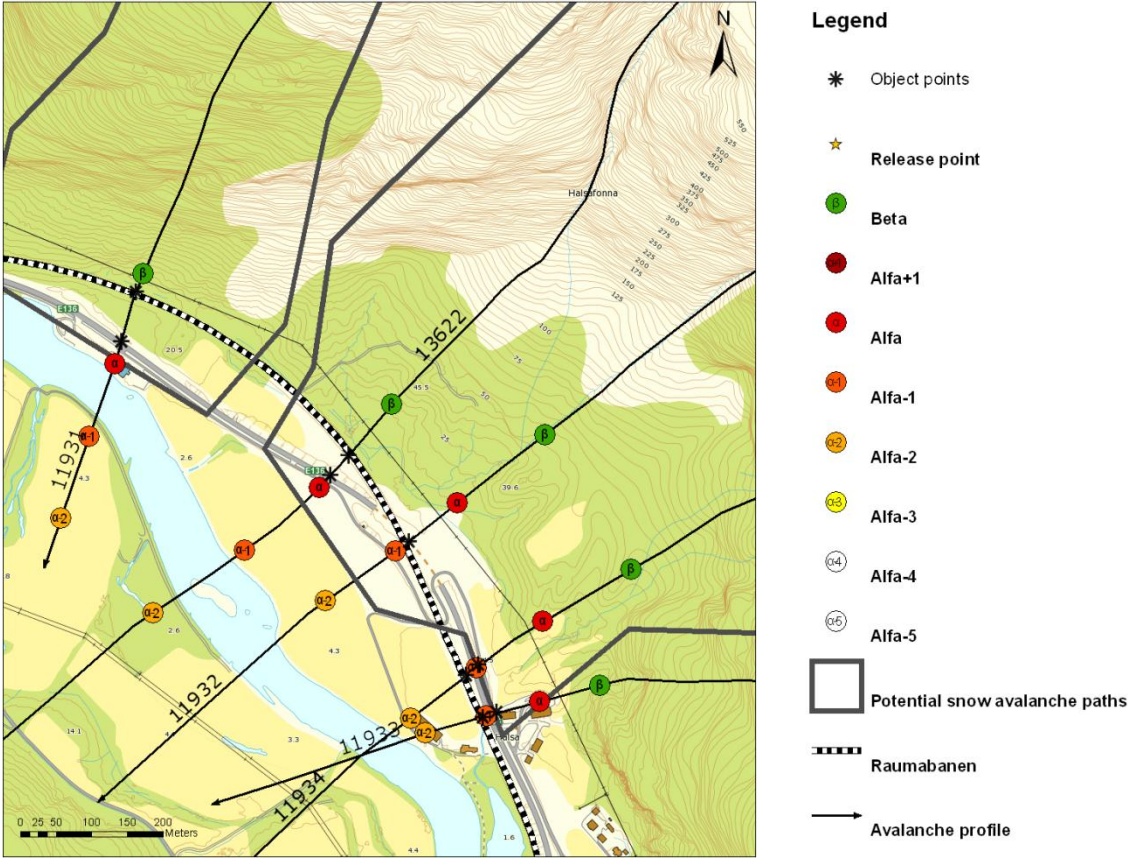 N
550
525
500
475
450
425
400
375
350
325
300
275
250
225
200
175
150
125
Halsafonna
β
E136
20.5
α
100
75
50
13622
45.5
β
25
β
α-1
2.6
4.3
11931
α-2
E136
α
39.6
α
α-1
α-1
α-2
α-2
β
2.6
4.3
α
11932
α
β
14.1
3.3
α-2
α-2
11933
Halsa
11934
1.6
4.4
0 25 50 100 150 200
Meters
Legend
Object points
Release point
β Beta
Alfa+1
α Alfa
α-1 Alfa-1
α-2 Alfa-2
α-3 Alfa-3
α-4 Alfa-4
α-5 Alfa-5
Potential snow avalanche paths
Raumabanen
Avalanche profile